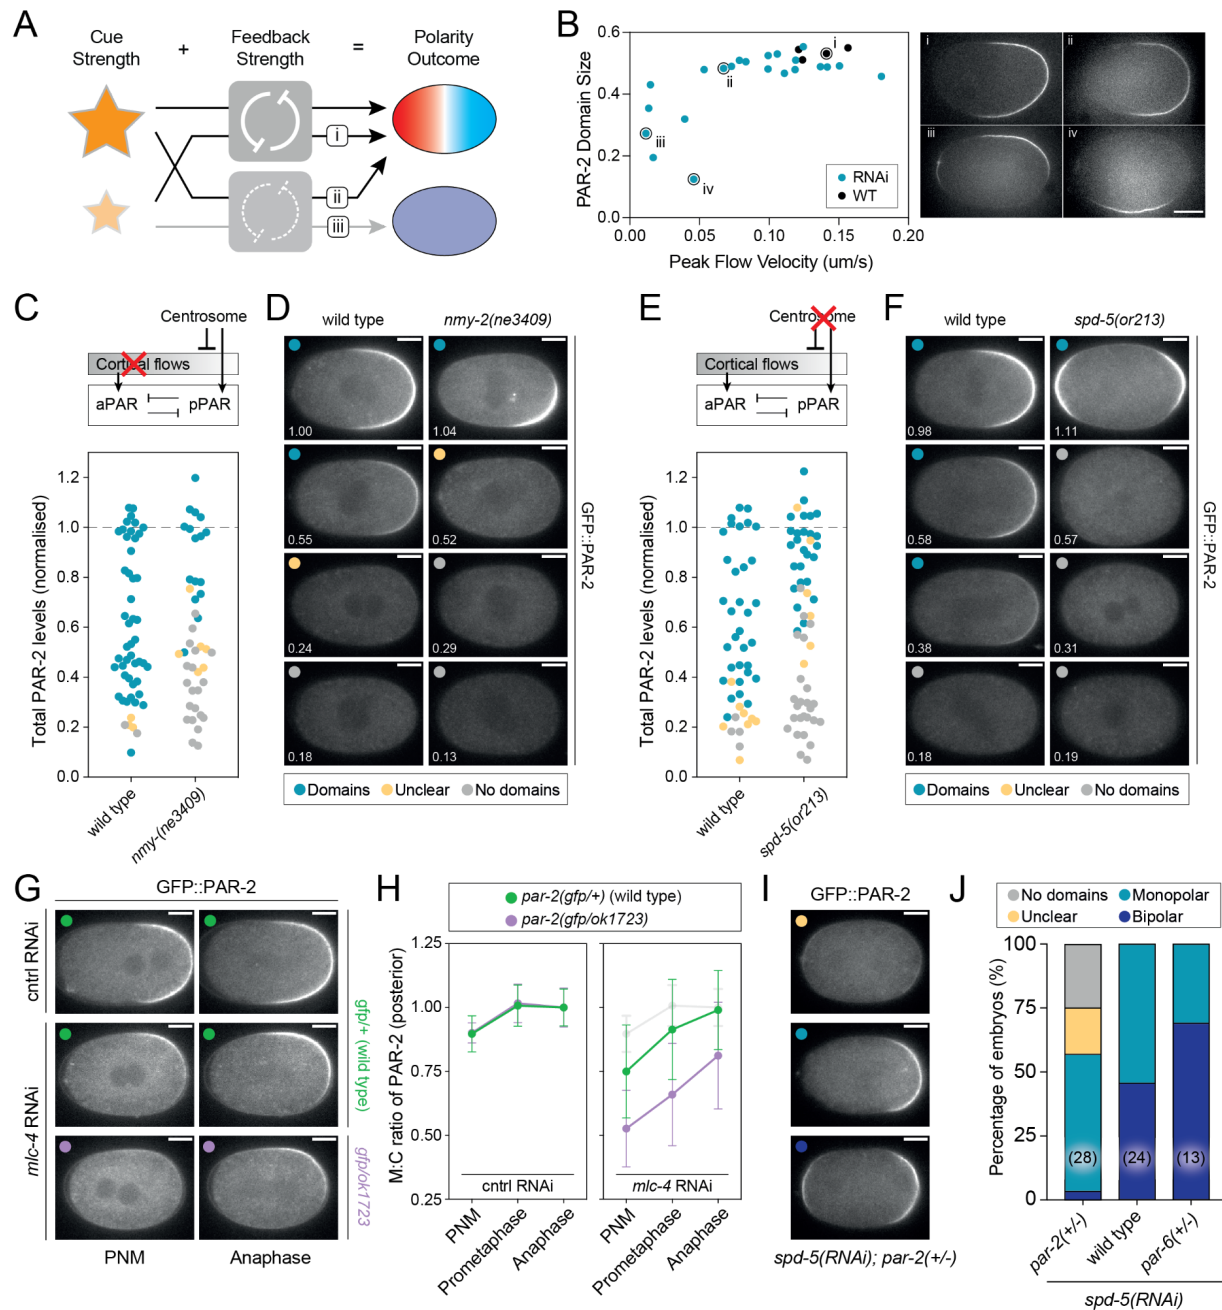 A
Cue
Strength
+
Feedback
Strength
=
Polarity
Outcome
i
ii
iii
B
PAR-2 Domain Size
0.6
0.4
0.2
0.0
0.00
0.05
0.10
0.15
0.20
Peak Flow Velocity (um/s)
i
ii
iii
iv
RNAi
WT
i
ii
iii
iv
C
Centrosome
Cortical flows
aPAR
pPAR
Total PAR-2 levels (normalised)
1.2
1.0
0.8
0.6
0.4
0.2
0.0
wild type
nmy-(ne3409)
D
wild type
nmy-2(ne3409)
1.00
1.04
0.55
0.52
0.24
0.29
0.18
0.13
GFP::PAR-2
Domains
Unclear
No domains
E
Centrosome
Cortical flows
aPAR
pPAR
Total PAR-2 levels (normalised)
1.2
1.0
0.8
0.6
0.4
0.2
0.0
wild type
spd-5(or213)
F
wild type
spd-5(or213)
0.98
1.11
0.58
0.57
0.38
0.31
0.18
0.19
GFP::PAR-2
Domains
Unclear
No domains
G
GFP::PAR-2
cntrl RNAi
mlc-4 RNAi
gfp/+ (wild type)
gfp/ok1723
PNM
Anaphase
H
par-2(gfp/+) (wild type)
par-2(gfp/ok1723)
M:C ratio of PAR-2 (posterior)
1.25
1.00
0.75
0.50
0.25
cntrl RNAi
mlc-4 RNAi
PNM
Prometaphase
Anaphase
PNM
Prometaphase
Anaphase
I
GFP::PAR-2
spd-5(RNAi); par-2(+/-)
J
No domains
Monopolar
Unclear
Bipolar
Percentage of embryos (%)
100
75
50
25
0
(28)
(24)
(13)
par-2(+/-)
wild type
par-6(+/-)
spd-5(RNAi)